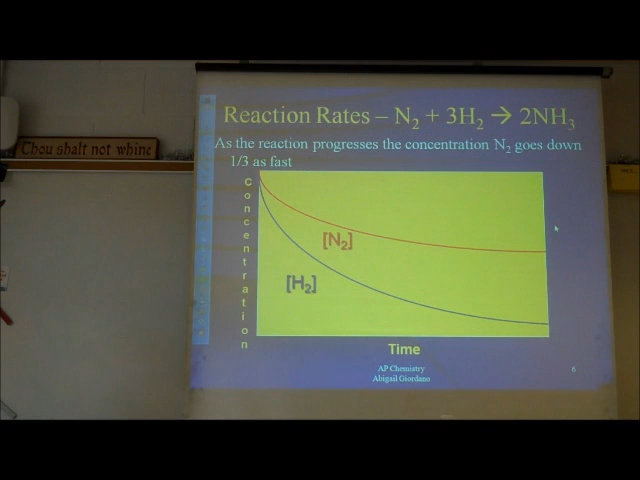 Thou shalt not whine
Reaction Rates – N₂ + 3H₂ → 2NH₃
As the reaction progresses the concentration N₂ goes down
1/3 as fast
Concentration
[N₂]
[H₂]
Time
AP Chemistry
Abigail Giordano
6